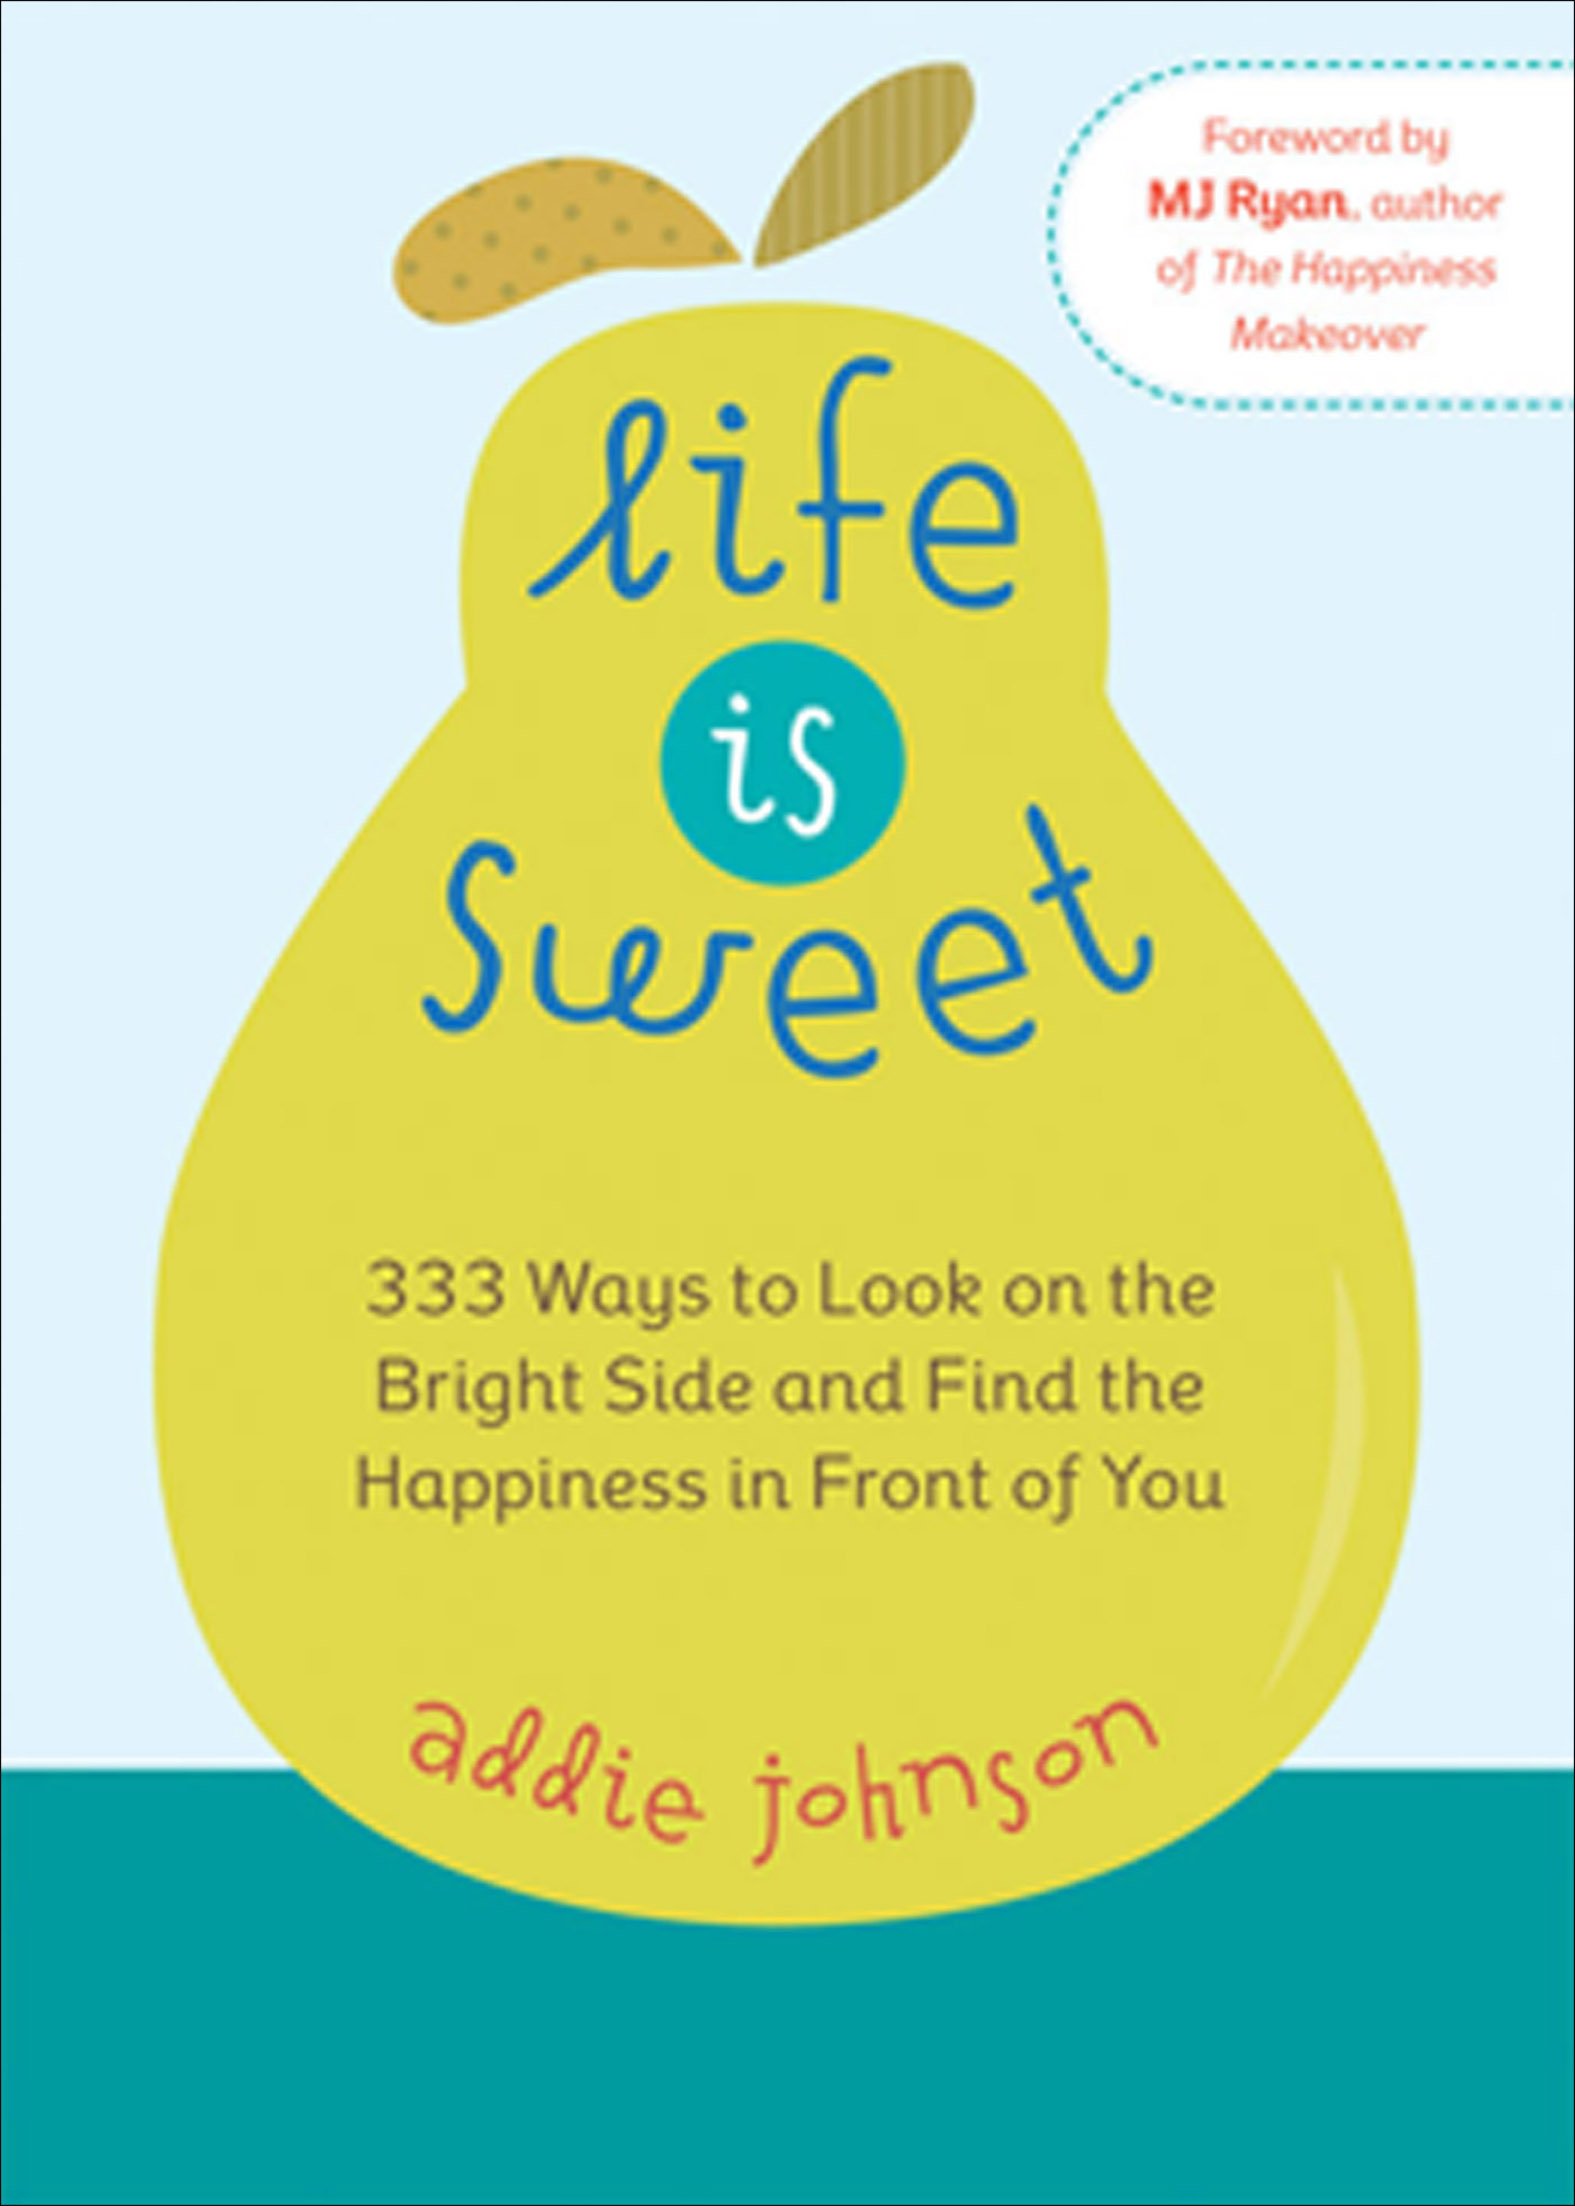 Foreword by
MJ Ryan, author
of The Happiness
Makeover
life
is
sweet
333 Ways to Look on the
Bright Side and Find the
Happiness in Front of You
addie johnson